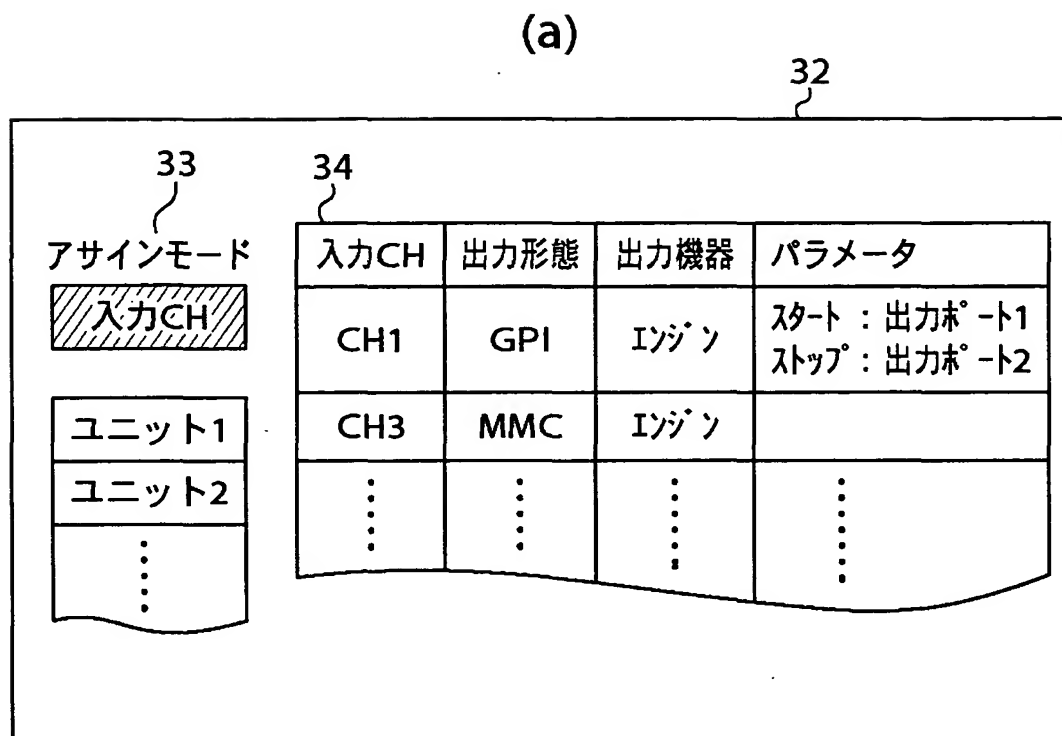 (a)
32
33
34
アサインモード
入力CH
ユニット1
ユニット2
入力CH 出力形態 出力機器 パラメータ
CH1 GPI エンジン スタート : 出力ポート1
ストップ : 出力ポート2
CH3 MMC エンジン